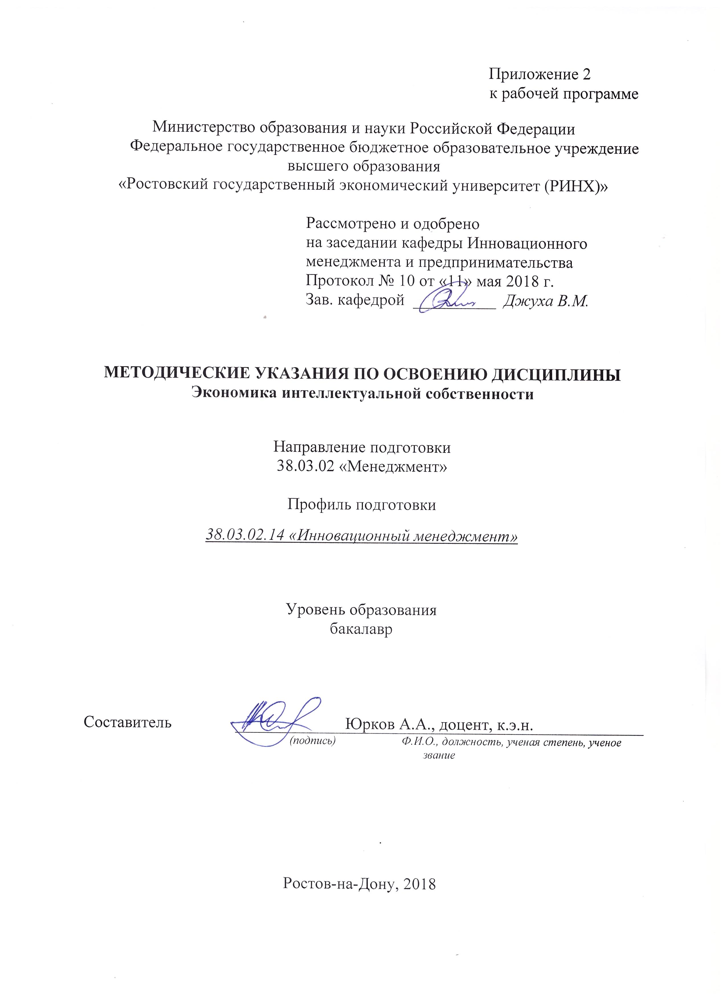 Приложение 2
к рабочей программе
Министерство образования и науки Российской Федерации
Федеральное государственное бюджетное образовательное учреждение
высшего образования
«Ростовский государственный экономический университет (РИНХ)»
Рассмотрено и одобрено
на заседании кафедры Инновационного
менеджмента и предпринимательства
Протокол № 10 от «11» мая 2018 г.
Зав. кафедрой Джуха В.М.
МЕТОДИЧЕСКИЕ УКАЗАНИЯ ПО ОСВОЕНИЮ ДИСЦИПЛИНЫ
Экономика интеллектуальной собственности
Направление подготовки
38.03.02 «Менеджмент»
Профиль подготовки
38.03.02.14 «Инновационный менеджмент»
Уровень образования
бакалавр
Составитель Юрков А.А., доцент, к.э.н.
(подпись) Ф.И.О., должность, ученая степень, ученое
звание
Ростов-на-Дону, 2018